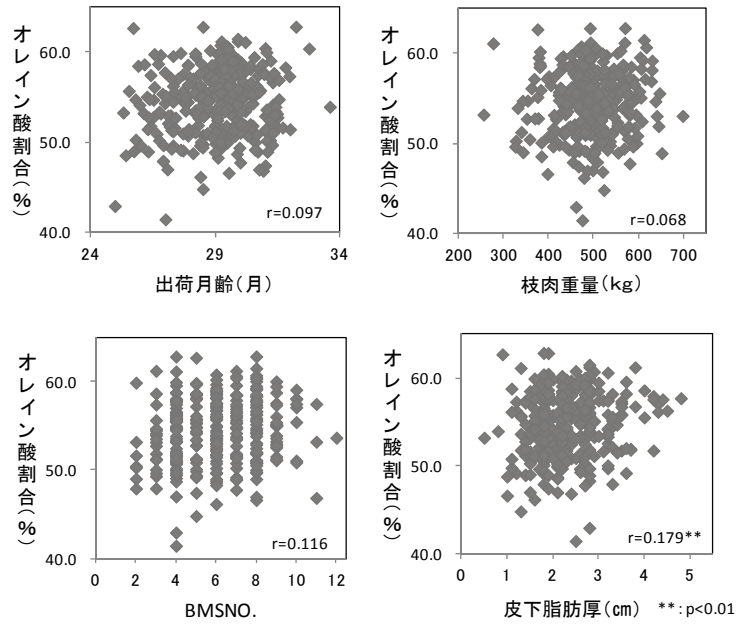 オレイン酸割合(%)
60.0
50.0
40.0
r=0.097
24 29 34
出荷月齢(月)
オレイン酸割合(%)
60.0
50.0
40.0
r=0.068
200 300 400 500 600 700
枝肉重量(kg)
オレイン酸割合(%)
60.0
50.0
40.0
r=0.116
0 2 4 6 8 10 12
BMSNO.
オレイン酸割合(%)
60.0
50.0
40.0
r=0.179**
0 1 2 3 4 5
皮下脂肪厚(cm) **:p<0.01